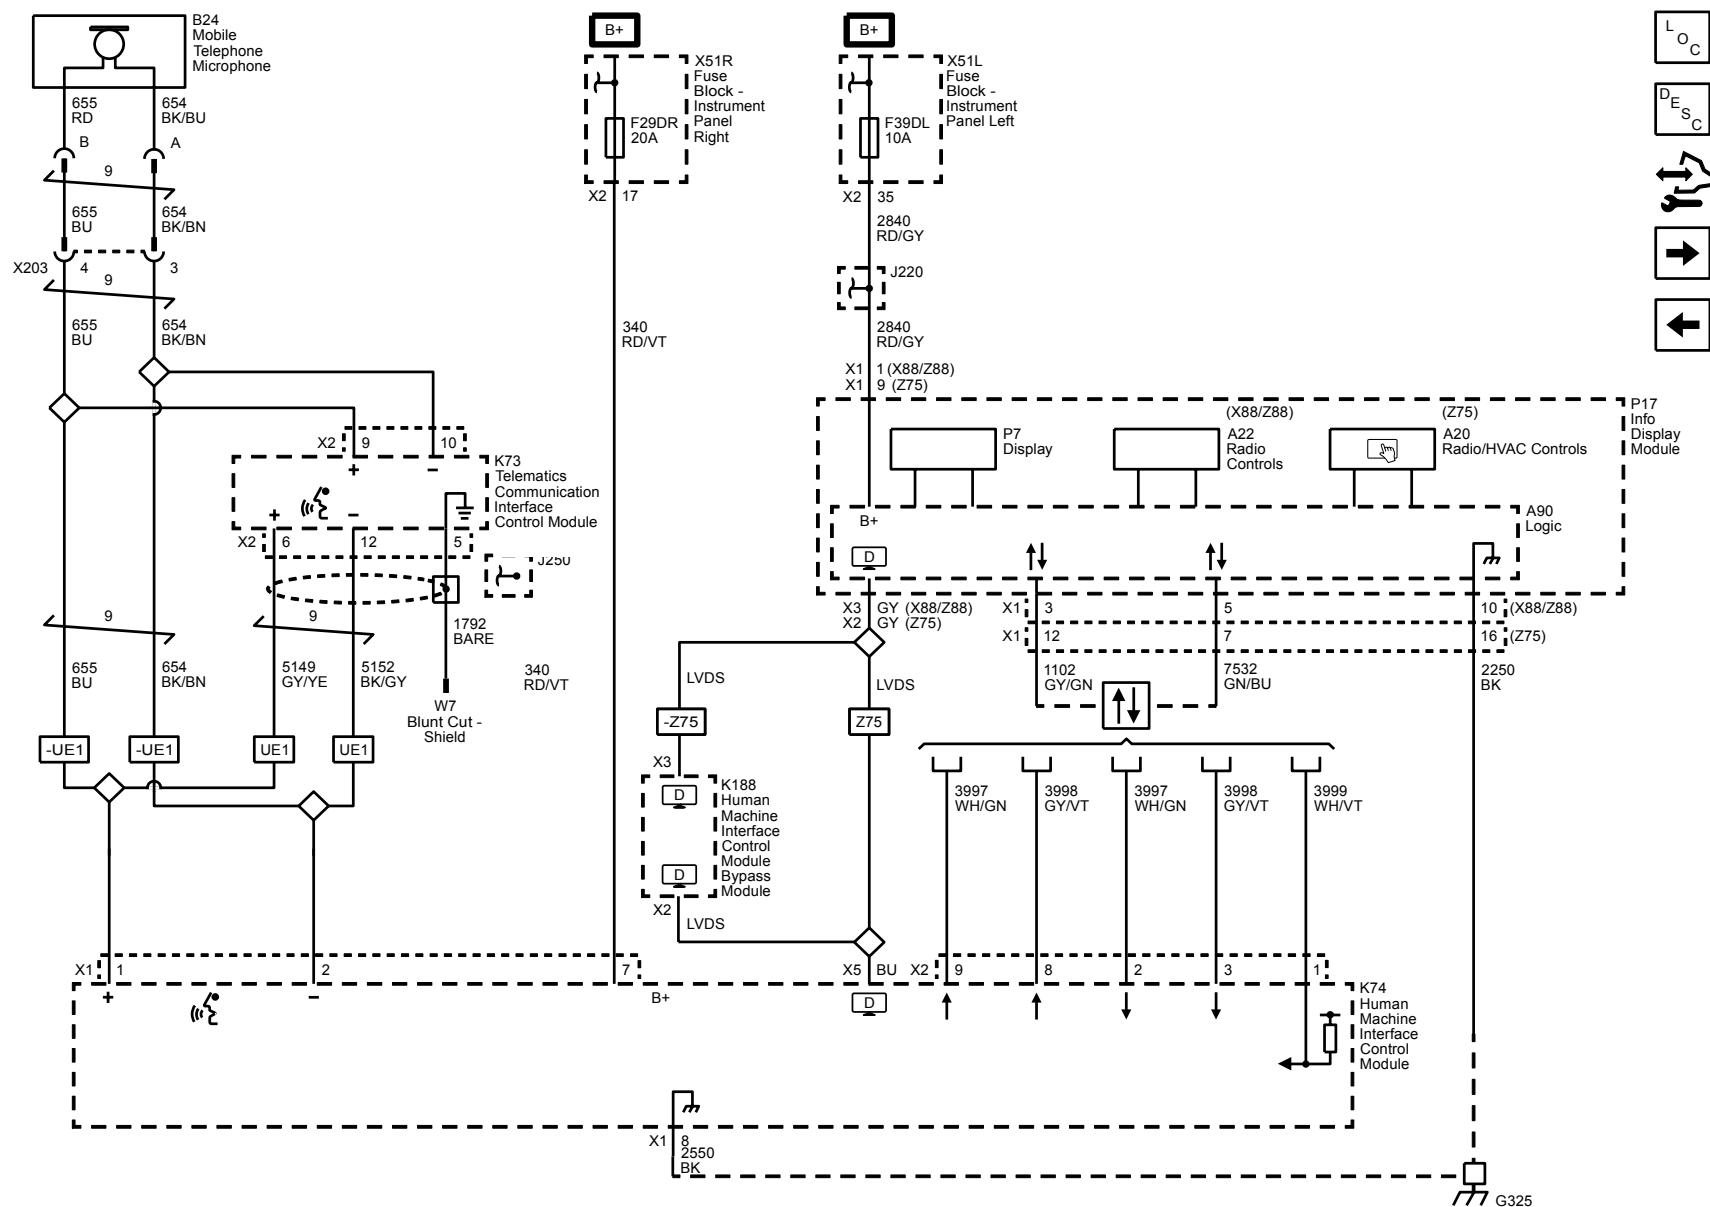 B24
Mobile
Telephone
Microphone
655
RD
654
BK/BU
B
A
9
655
BU
654
BK/BN
X203
4
3
9
655
BU
654
BK/BN
X2
9
10
K73
Telematics
Communication
Interface
Control Module
+
−
+
−
X2
6
12
5
J250
9
9
1792
BARE
655
BU
654
BK/BN
5149
GY/YE
5152
BK/GY
W7
Blunt Cut -
Shield
-UE1
-UE1
UE1
UE1
B+
X51R
Fuse
Block -
Instrument
Panel
Right
F29DR
20A
X2
17
340
RD/VT
340
RD/VT
B+
X51L
Fuse
Block -
Instrument
Panel Left
F39DL
10A
X2
35
2840
RD/GY
J220
2840
RD/GY
X1 1 (X88/Z88)
X1 9 (Z75)
P17
Info
Display
Module
P7
Display
(X88/Z88)
A22
Radio
Controls
(Z75)
A20
Radio/HVAC Controls
B+
A90
Logic
D
X3 GY (X88/Z88)
X2 GY (Z75)
X1 3 5 10 (X88/Z88)
X1 12 7 16 (Z75)
1102
GY/GN
7532
GN/BU
2250
BK
LVDS
LVDS
-Z75
Z75
X3
K188
Human
Machine
Interface
Control
Module
Bypass
Module
D
D
X2
LVDS
3997
WH/GN
3998
GY/VT
3997
WH/GN
3998
GY/VT
3999
WH/VT
X1 1 2 7
X5 BU
X2 9 8 2 3 1
+
−
B+
D
K74
Human
Machine
Interface
Control
Module
X1
8
2550
BK
G325
LOC
DESC